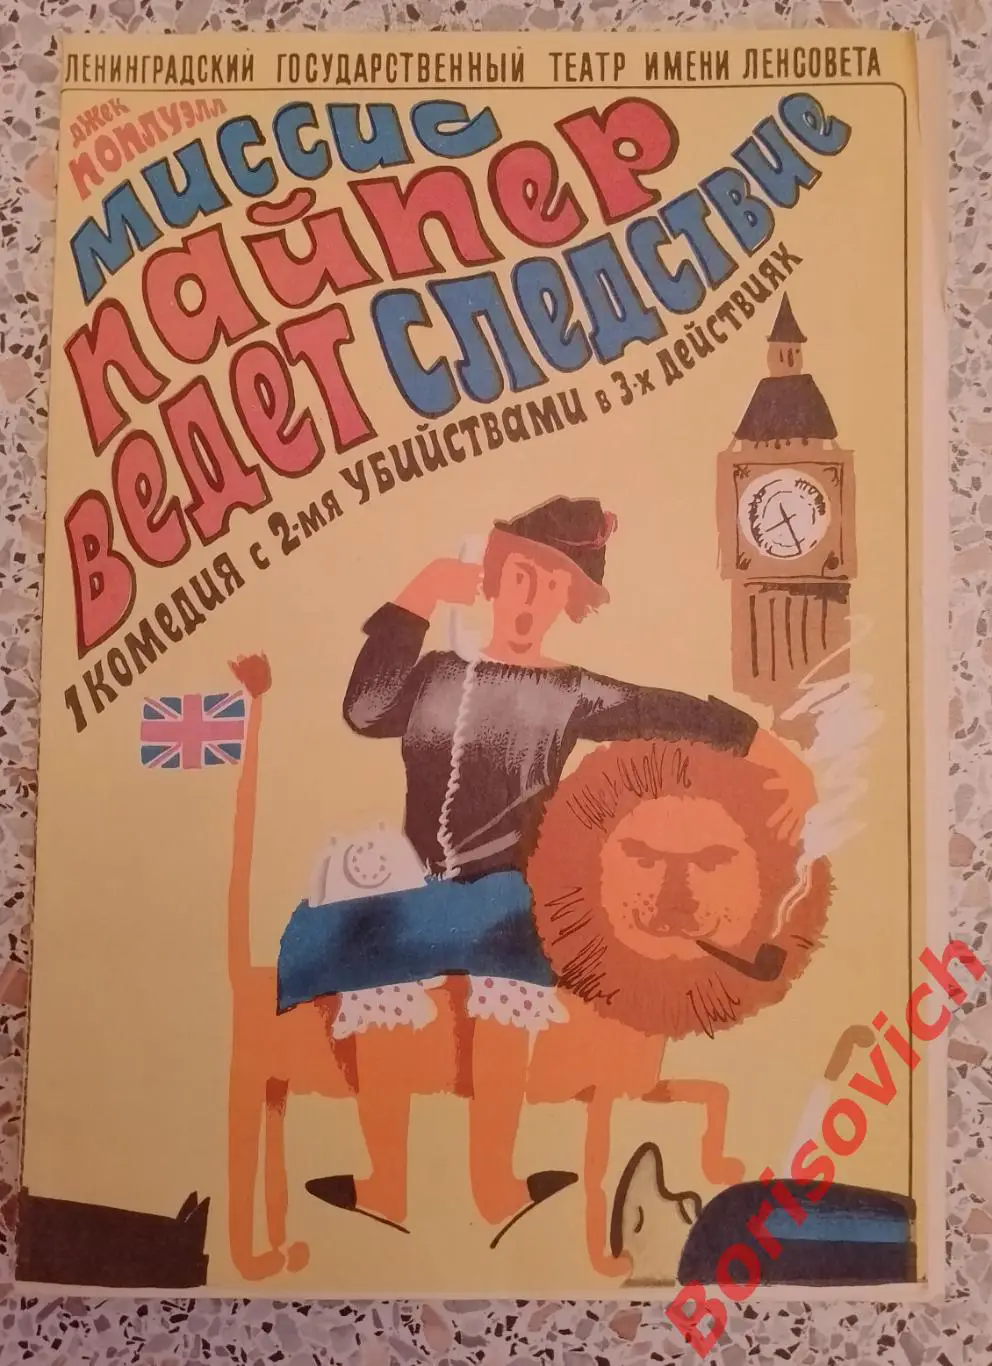 ЛЕНИНГРАДСКИЙ ГОСУДАРСТВЕННЫЙ ТЕАТР ИМЕНИ ЛЕНСОВЕТА
ДЖЕК
ПОПЛУЭЛЛ
МИССИС
ПАЙПЕР
ВЕДЕТ СЛЕДСТВИЕ
1 КОМЕДИЯ С 2-МЯ УБИЙСТВАМИ В 3-Х ДЕЙСТВИЯХ
Borisovich